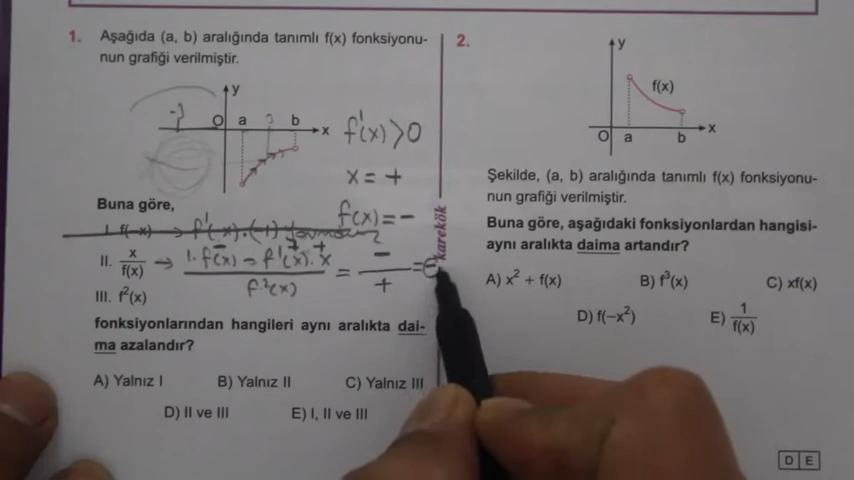 1. Aşağıda (a, b) aralığında tanımlı f(x) fonksiyonu-
nun grafiği verilmiştir.
y
O a b x
f'(x) > 0
x = +
f(x) = -
Buna göre,
I. f(-x) → f'(-x).(-1)
II. x/f(x) → 1.f(x) - f'(x).x / f²(x) = - / + =
III. f²(x)
fonksiyonlarından hangileri aynı aralıkta dai-
ma azalandır?
A) Yalnız I B) Yalnız II C) Yalnız III
D) II ve III E) I, II ve III
karekök
2.
y
f(x)
O a b x
Şekilde, (a, b) aralığında tanımlı f(x) fonksiyonu-
nun grafiği verilmiştir.
Buna göre, aşağıdaki fonksiyonlardan hangisi
aynı aralıkta daima artandır?
A) x² + f(x) B) f³(x) C) xf(x)
D) f(-x²) E) 1/f(x)
D E